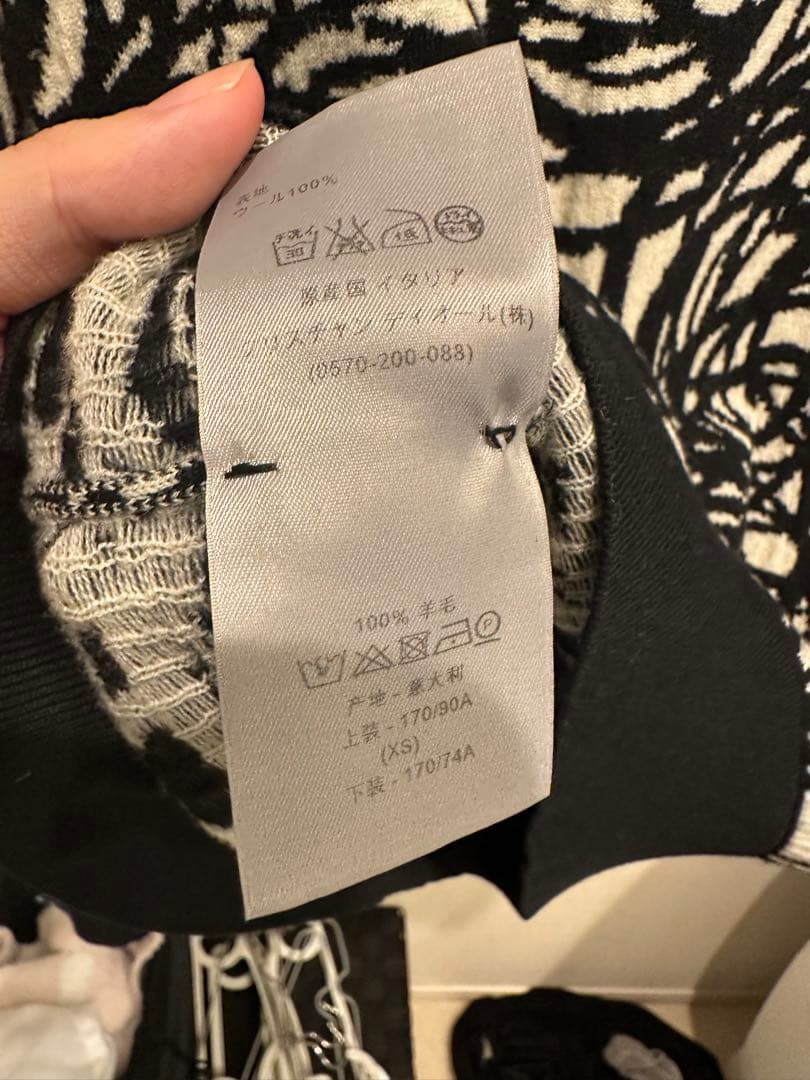 表地
ウール100%
原産国 イタリア
クリスチャン ディオール(株)
(0570-200-088)
100% 羊毛
P
产地 - 意大利
上装 - 170/90A
(XS)
下装 - 170/74A